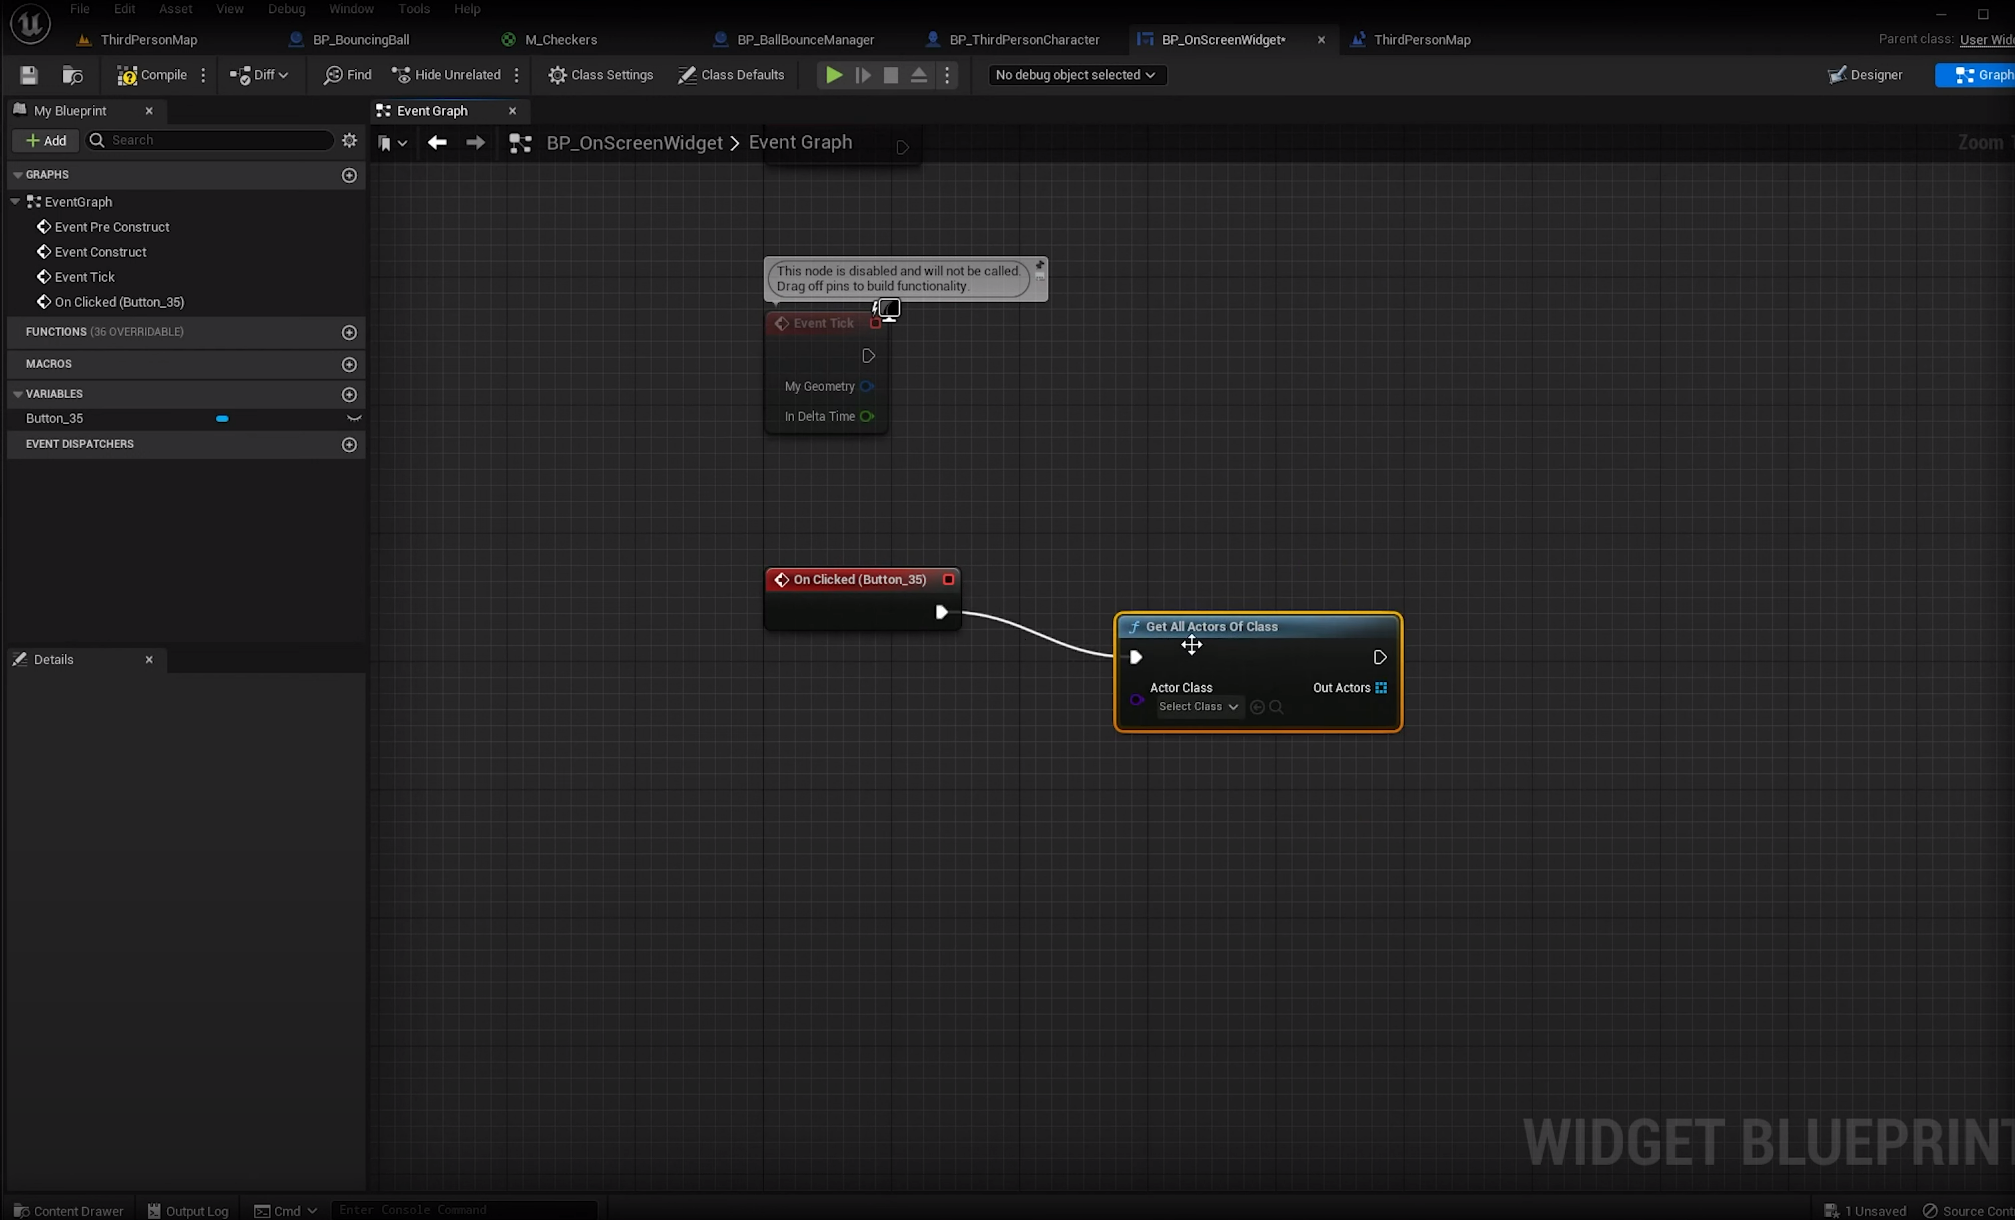 File Edit Asset View Debug Window Tools Help
ThirdPersonMap BP_BouncingBall M_Checkers BP_BallBounceManager BP_ThirdPersonCharacter BP_OnScreenWidget* ThirdPersonMap Parent class: User Wid
Compile Diff Find Hide Unrelated Class Settings Class Defaults No debug object selected Designer Graph
My Blueprint Event Graph
Add Search BP_OnScreenWidget > Event Graph Zoom
GRAPHS
EventGraph
Event Pre Construct
Event Construct
Event Tick
On Clicked (Button_35)
FUNCTIONS (36 OVERRIDABLE)
MACROS
VARIABLES
Button_35
EVENT DISPATCHERS
Details
This node is disabled and will not be called.
Drag off pins to build functionality.
Event Tick
My Geometry
In Delta Time
On Clicked (Button_35)
f Get All Actors Of Class
Actor Class Out Actors
Select Class
WIDGET BLUEPRINT
Content Drawer Output Log Cmd Enter Console Command 1 Unsaved Source Cont